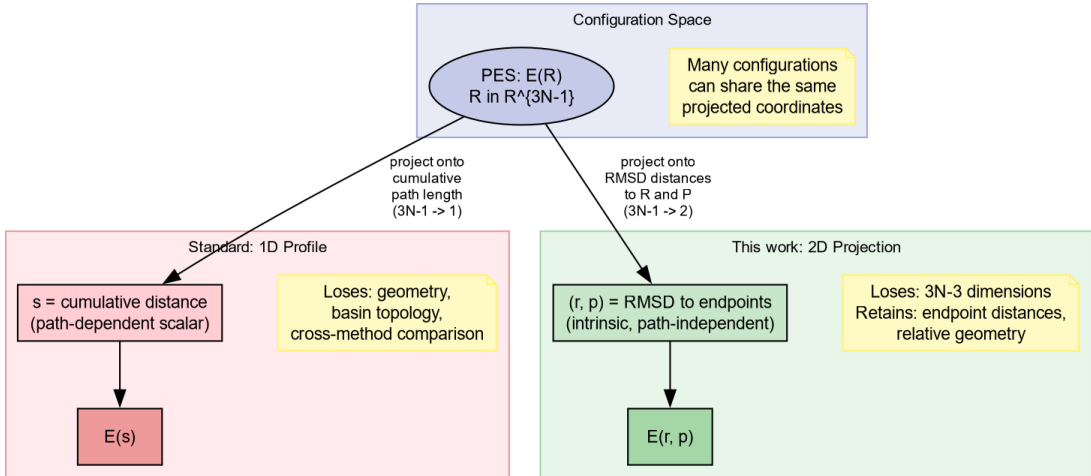 Configuration Space
PES: E(R)
R in R^{3N-1}
Many configurations
can share the same
projected coordinates
project onto
cumulative
path length
(3N-1 -> 1)
project onto
RMSD distances
to R and P
(3N-1 -> 2)
Standard: 1D Profile
s = cumulative distance
(path-dependent scalar)
Loses: geometry,
basin topology,
cross-method comparison
E(s)
This work: 2D Projection
(r, p) = RMSD to endpoints
(intrinsic, path-independent)
Loses: 3N-3 dimensions
Retains: endpoint distances,
relative geometry
E(r, p)